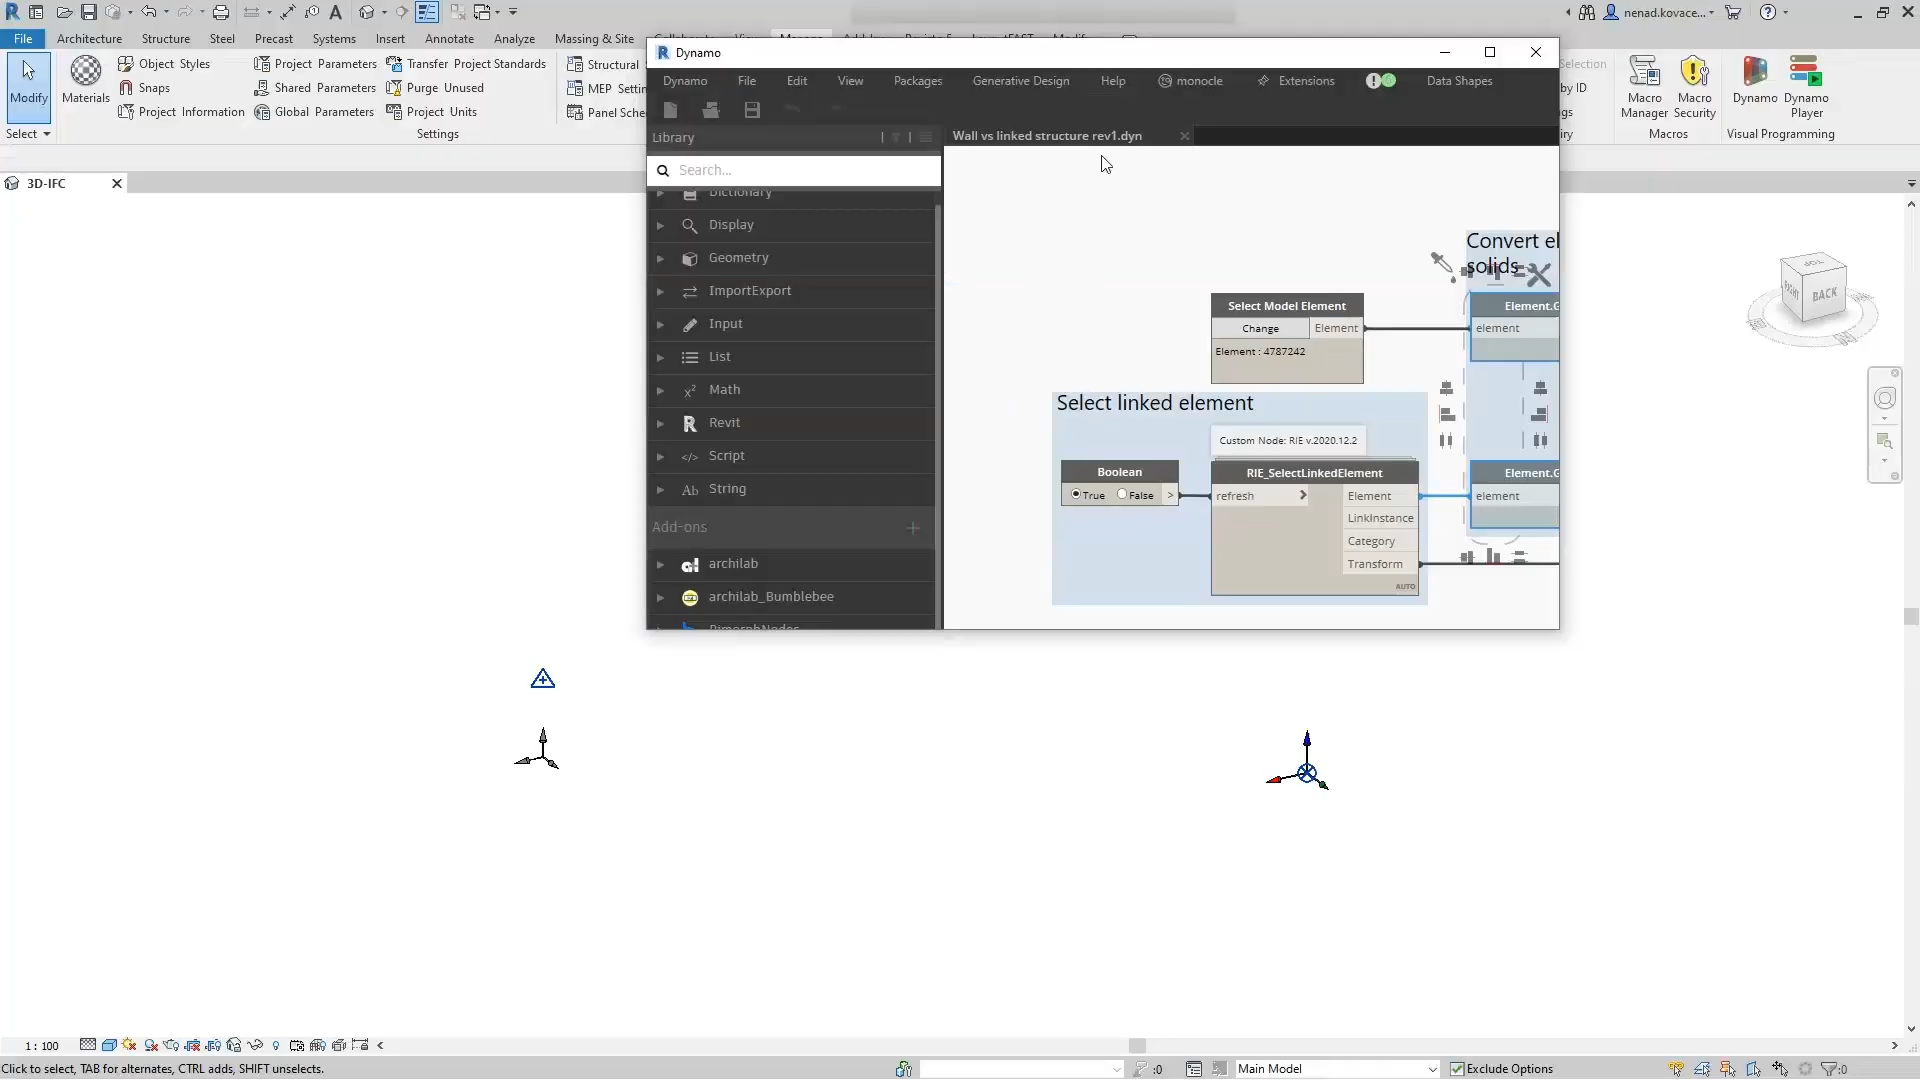 nenad.kovace...
File Architecture Structure Steel Precast Systems Insert Annotate Analyze Massing & Site
Modify
Materials
Select
Object Styles
Snaps
Project Information
Project Parameters
Shared Parameters
Global Parameters
Transfer Project Standards
Purge Unused
Project Units
Structural
MEP Settin
Panel Sche
Settings
by ID
Macro Manager
Macro Security
Macros
Dynamo
Dynamo Player
Visual Programming
3D-IFC
Dynamo
Dynamo File Edit View Packages Generative Design Help monocle Extensions Data Shapes
Library
Search...
Dictionary
Display
Geometry
ImportExport
Input
List
Math
Revit
Script
String
Add-ons
archilab
archilab_Bumblebee
BimorphNodes
Wall vs linked structure rev1.dyn
Convert el
solids
Select Model Element
Change Element
Element : 4787242
Element.G
element
Select linked element
Custom Node: RIE v.2020.12.2
Boolean
True False >
RIE_SelectLinkedElement
refresh > Element
LinkInstance
Category
Transform
AUTO
Element.G
element
TOP
RIGHT
BACK
1 : 100
Click to select, TAB for alternates, CTRL adds, SHIFT unselects.
:0
Main Model
Exclude Options
:0